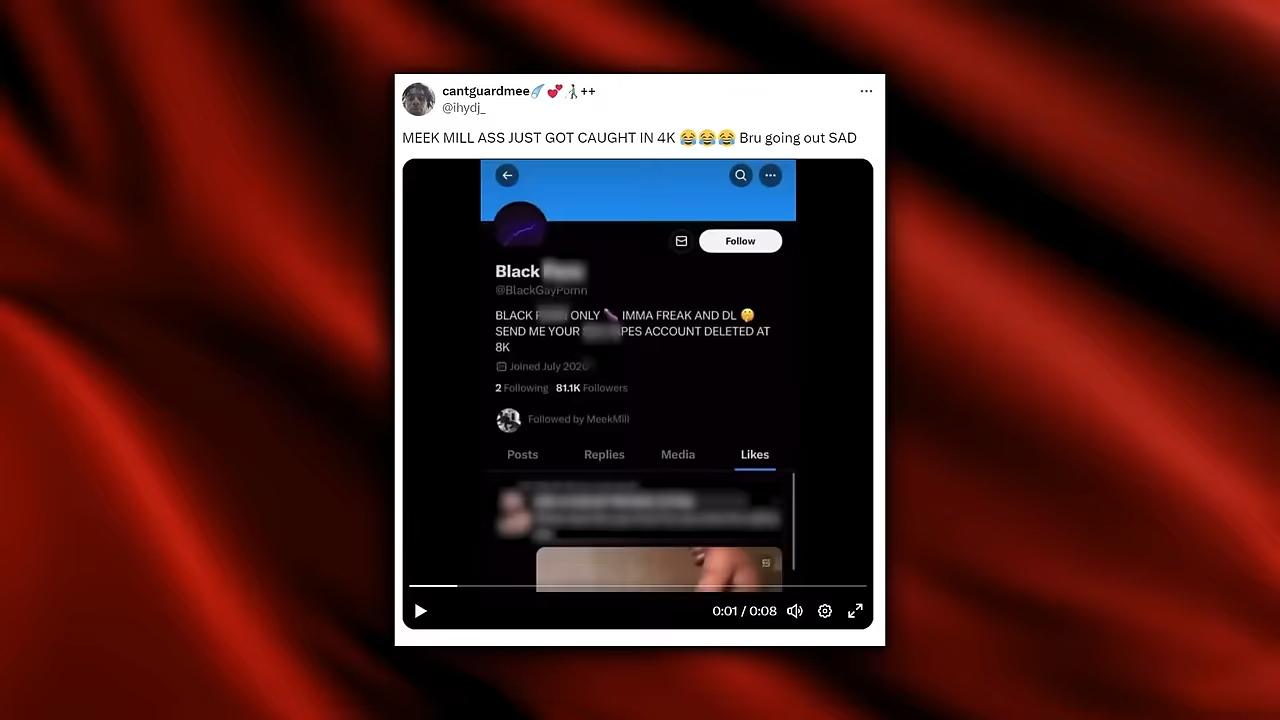 cantguardmee☄️💕👨‍🦯++
@ihydj_
MEEK MILL ASS JUST GOT CAUGHT IN 4K 😂😂😂 Bru going out SAD
Follow
Black
@BlackGayPornn
BLACK ONLY 🍆 IMMA FREAK AND DL 🤫
SEND ME YOUR PES ACCOUNT DELETED AT
8K
Joined July 2020
2 Following 81.1K Followers
Followed by MeekMill
Posts Replies Media Likes
0:01 / 0:08